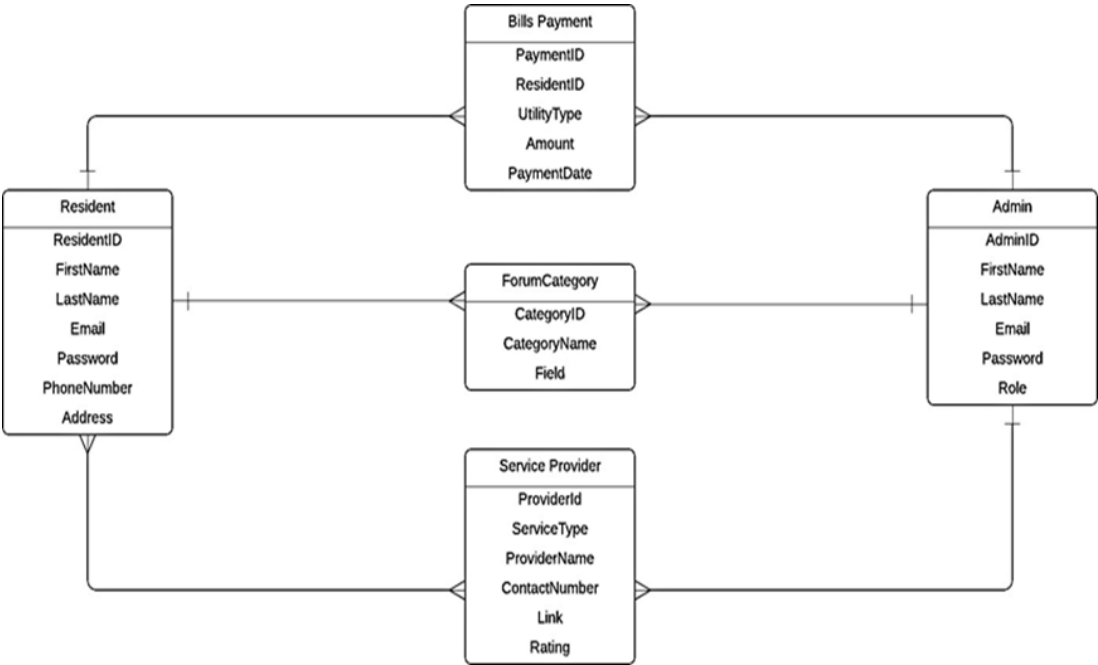 Bills Payment
PaymentID
ResidentID
UtilityType
Amount
PaymentDate
Resident
ResidentID
FirstName
LastName
Email
Password
PhoneNumber
Address
ForumCategory
CategoryID
CategoryName
Field
Admin
AdminID
FirstName
LastName
Email
Password
Role
Service Provider
ProviderId
ServiceType
ProviderName
ContactNumber
Link
Rating